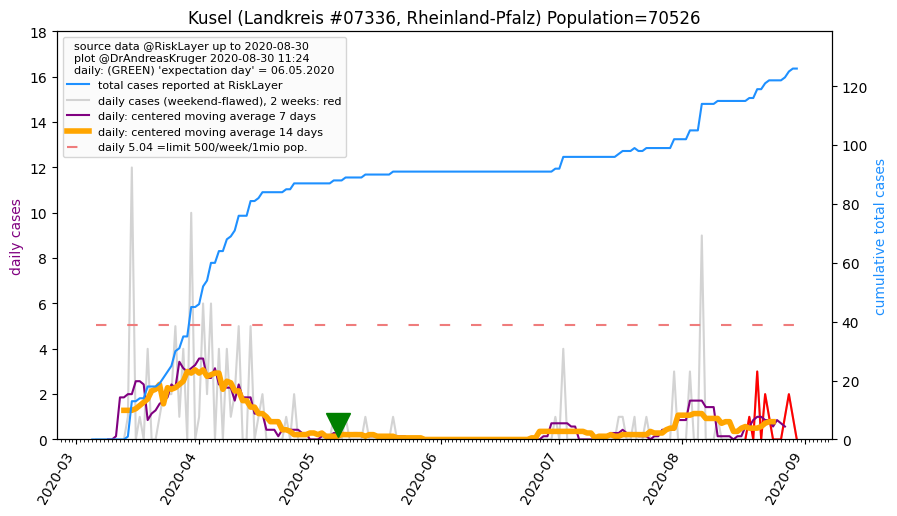 Kusel (Landkreis #07336, Rheinland-Pfalz) Population=70526
source data @RiskLayer up to 2020-08-30
plot @DrAndreasKruger 2020-08-30 11:24
daily: (GREEN) 'expectation day' = 06.05.2020
total cases reported at RiskLayer
daily cases (weekend-flawed), 2 weeks: red
daily: centered moving average 7 days
daily: centered moving average 14 days
daily 5.04 =limit 500/week/1mio pop.
daily cases
18
16
14
12
10
8
6
4
2
0
120
100
80
60
40
20
0
cumulative total cases
2020-03
2020-04
2020-05
2020-06
2020-07
2020-08
2020-09